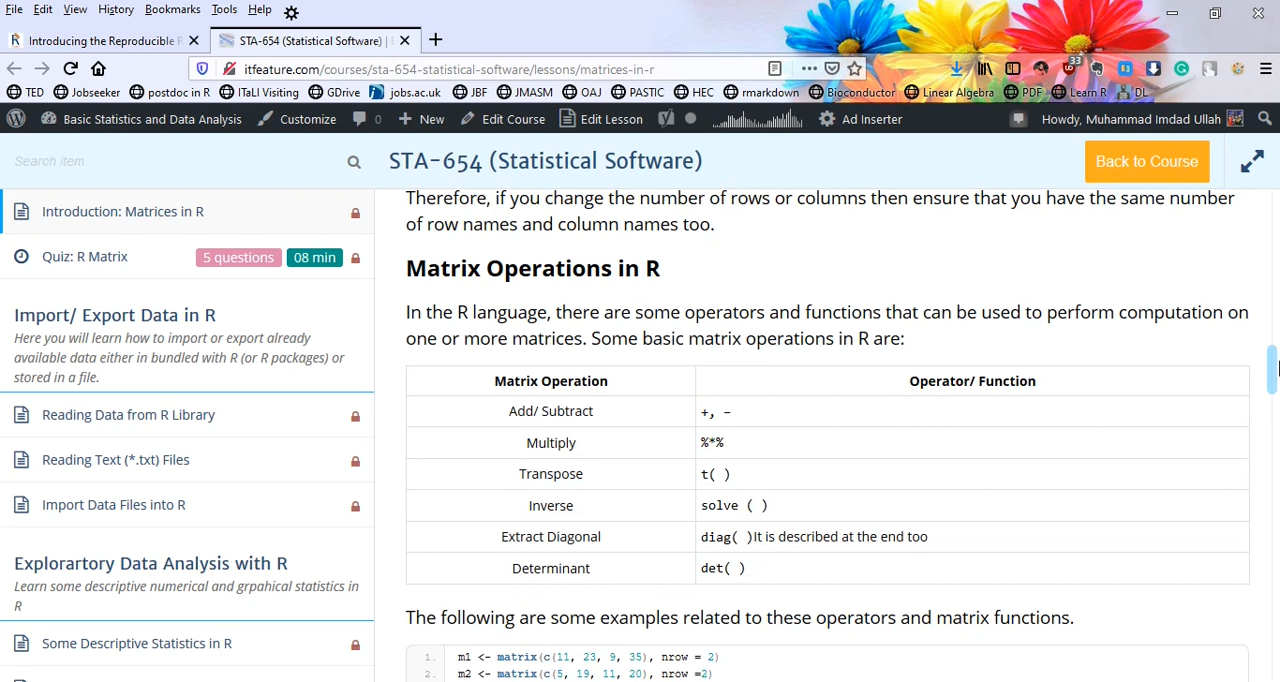 File Edit View History Bookmarks Tools Help
Introducing the Reproducible R
STA-654 (Statistical Software) |
itfeature.com/courses/sta-654-statistical-software/lessons/matrices-in-r
33
TED Jobseeker postdoc in R ITaLI Visiting GDrive jobs.ac.uk JBF JMASM OAJ PASTIC HEC rmarkdown Bioconductor Linear Algebra PDF Learn R DL
Basic Statistics and Data Analysis Customize 0 New Edit Course Edit Lesson Ad Inserter Howdy, Muhammad Imdad Ullah
Search item
STA-654 (Statistical Software)
Back to Course
Introduction: Matrices in R
Quiz: R Matrix 5 questions 08 min
Import/ Export Data in R
Here you will learn how to import or export already
available data either in bundled with R (or R packages) or
stored in a file.
Reading Data from R Library
Reading Text (*.txt) Files
Import Data Files into R
Explorartory Data Analysis with R
Learn some descriptive numerical and grpahical statistics in
R
Some Descriptive Statistics in R
Therefore, if you change the number of rows or columns then ensure that you have the same number
of row names and column names too.
Matrix Operations in R
In the R language, there are some operators and functions that can be used to perform computation on
one or more matrices. Some basic matrix operations in R are:
Matrix Operation Operator/ Function
Add/ Subtract +, −
Multiply %*%
Transpose t( )
Inverse solve ( )
Extract Diagonal diag( )It is described at the end too
Determinant det( )
The following are some examples related to these operators and matrix functions.
1. m1 <- matrix(c(11, 23, 9, 35), nrow = 2)
2. m2 <- matrix(c(5, 19, 11, 20), nrow =2)